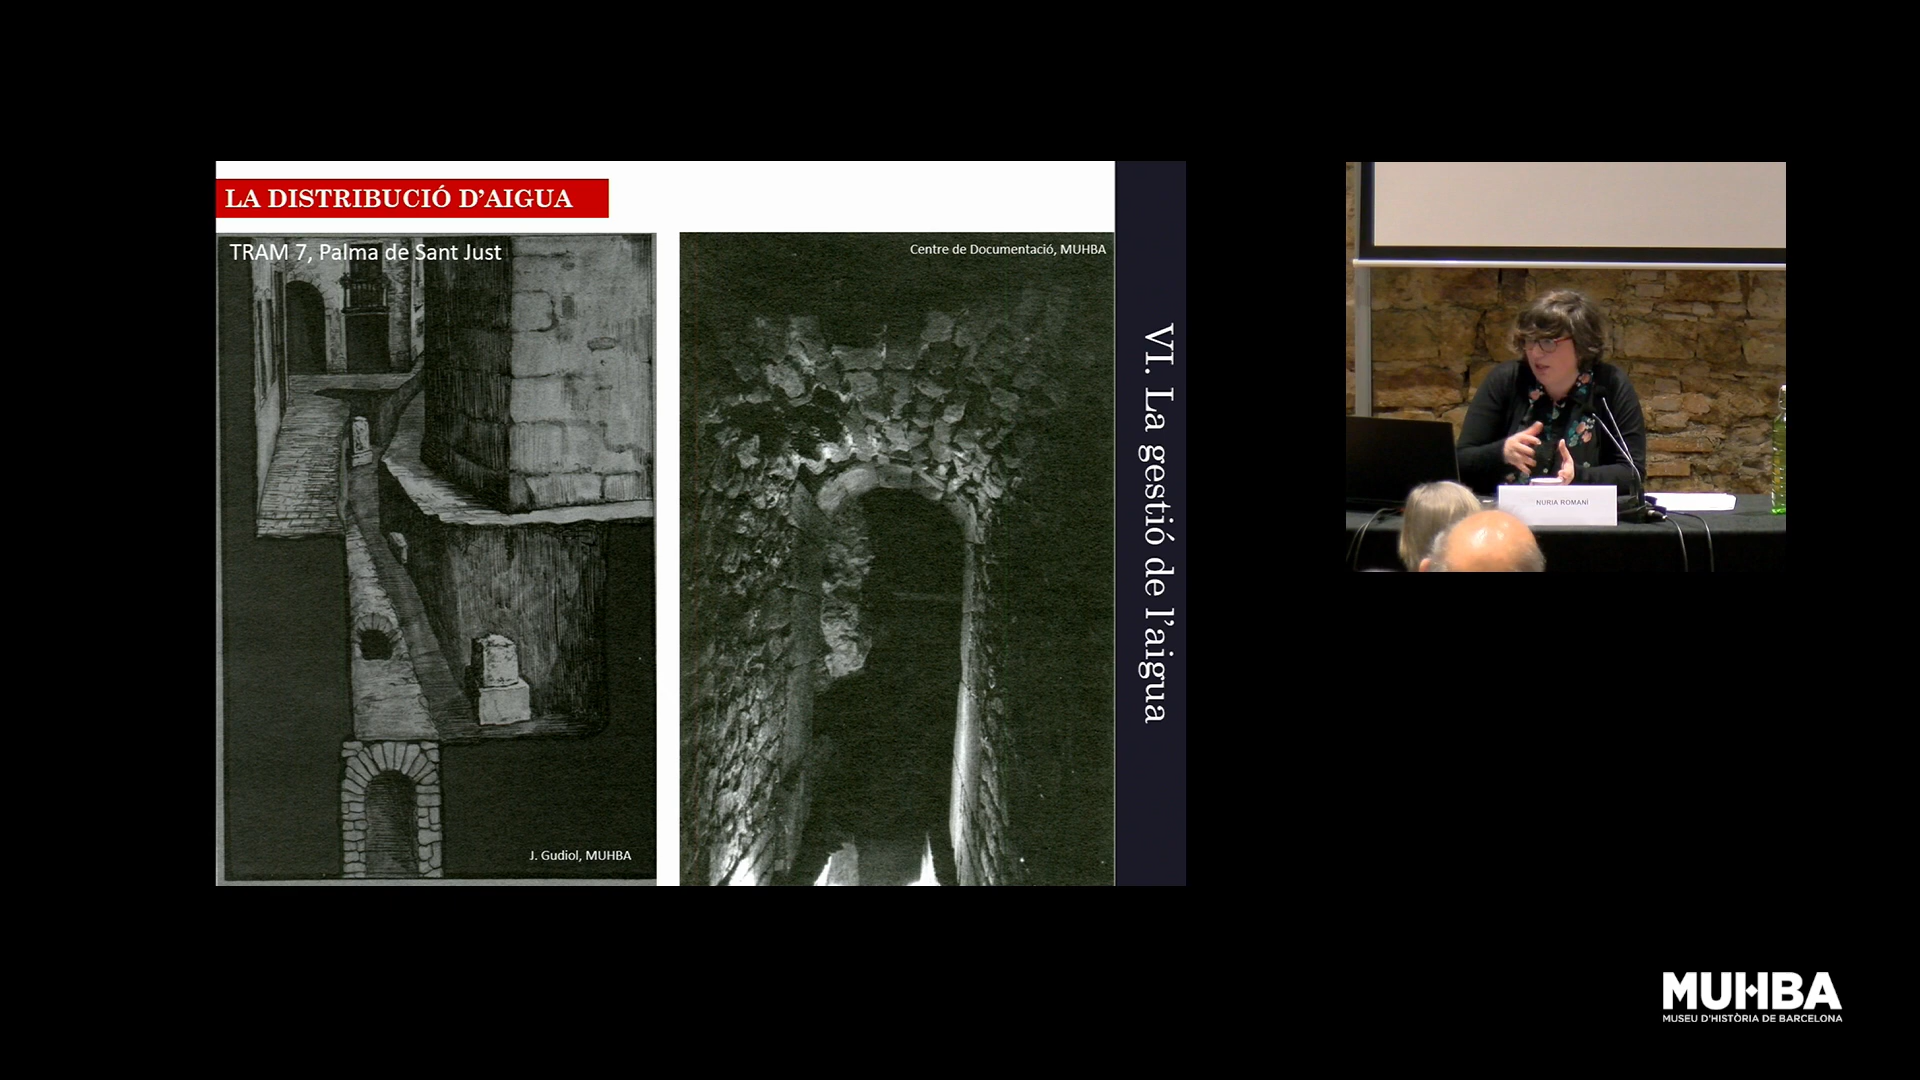 LA DISTRIBUCIÓ D'AIGUA
TRAM 7, Palma de Sant Just
J. Gudiol, MUHBA
Centre de Documentació, MUHBA
VI. La gestió de l'aigua
NURIA ROMANÍ
MUHBA
MUSEU D'HISTÒRIA DE BARCELONA